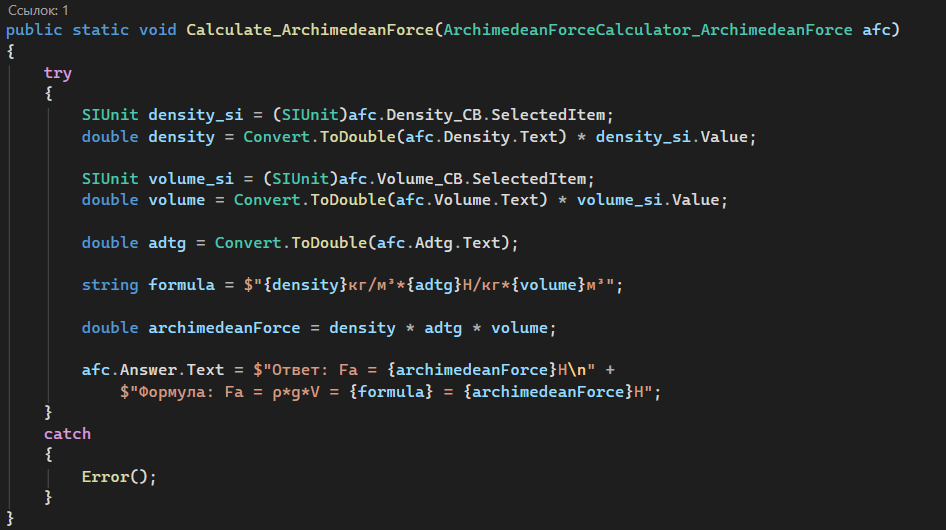 Ссылок: 1
public static void Calculate_ArchimedeanForce(ArchimedeanForceCalculator_ArchimedeanForce afc)
{
try
{
SIUnit density_si = (SIUnit)afc.Density_CB.SelectedItem;
double density = Convert.ToDouble(afc.Density.Text) * density_si.Value;
SIUnit volume_si = (SIUnit)afc.Volume_CB.SelectedItem;
double volume = Convert.ToDouble(afc.Volume.Text) * volume_si.Value;
double adtg = Convert.ToDouble(afc.Adtg.Text);
string formula = $"{density}кг/м³*{adtg}Н/кг*{volume}м³";
double archimedeanForce = density * adtg * volume;
afc.Answer.Text = $"Ответ: Fa = {archimedeanForce}Н\n" +
$"Формула: Fa = ρ*g*V = {formula} = {archimedeanForce}Н";
}
catch
{
Error();
}
}